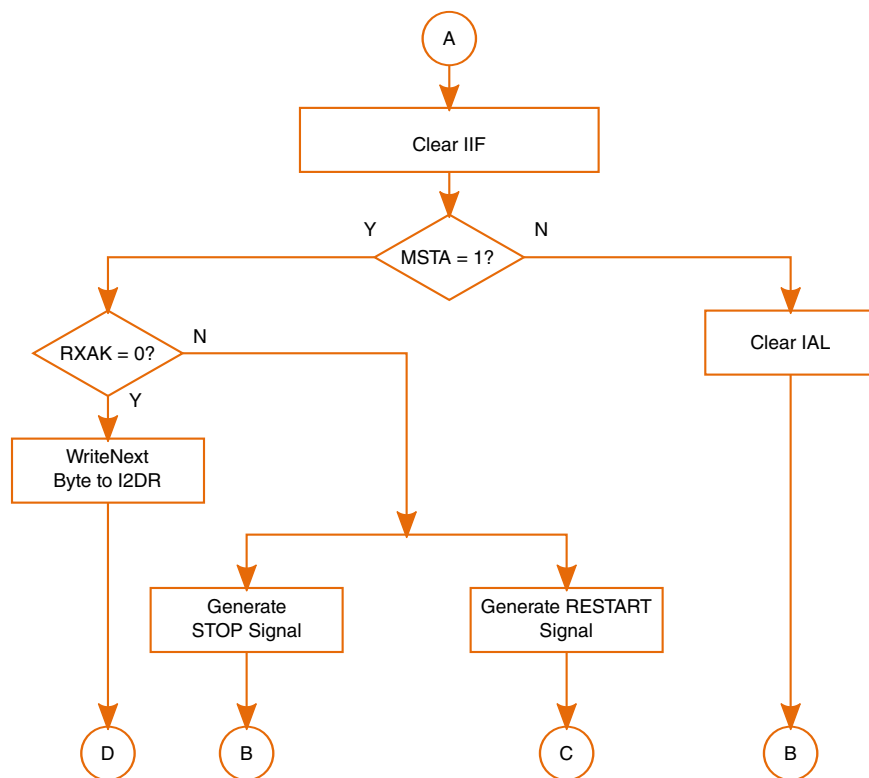 A
Clear IIF
Y
N
MSTA = 1?
RXAK = 0?
N
Clear IAL
Y
WriteNext
Byte to I2DR
Generate
STOP Signal
Generate RESTART
Signal
D
B
C
B